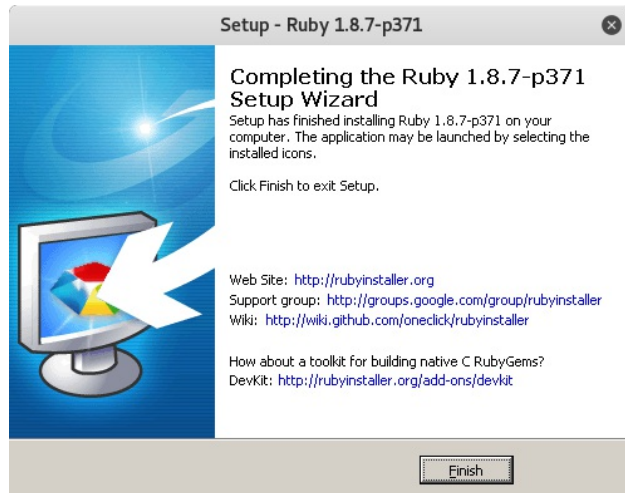 Setup - Ruby 1.8.7-p371
Completing the Ruby 1.8.7-p371
Setup Wizard
Setup has finished installing Ruby 1.8.7-p371 on your
computer. The application may be launched by selecting the
installed icons.
Click Finish to exit Setup.
Web Site: http://rubyinstaller.org
Support group: http://groups.google.com/group/rubyinstaller
Wiki: http://wiki.github.com/oneclick/rubyinstaller
How about a toolkit for building native C RubyGems?
DevKit: http://rubyinstaller.org/add-ons/devkit
Finish